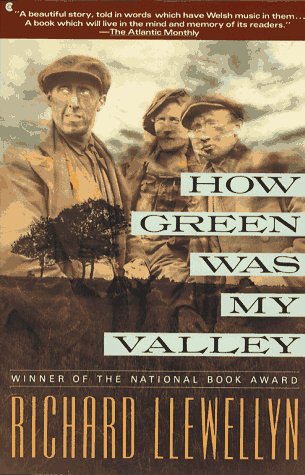 "A beautiful story, told in words which have Welsh music in them...
A book which will live in the mind and memory of its readers."
—The Atlantic Monthly
HOW
GREEN
WAS
MY
VALLEY
WINNER OF THE NATIONAL BOOK AWARD
RICHARD LLEWELLYN